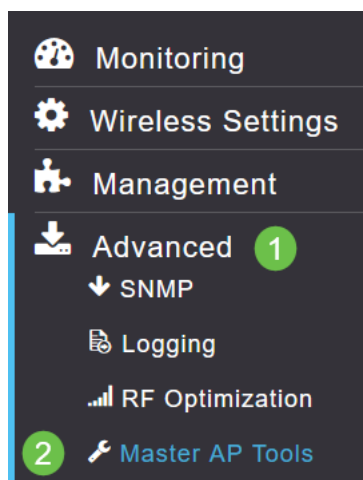 Monitoring
Wireless Settings
Management
Advanced 1
SNMP
Logging
RF Optimization
2 Master AP Tools